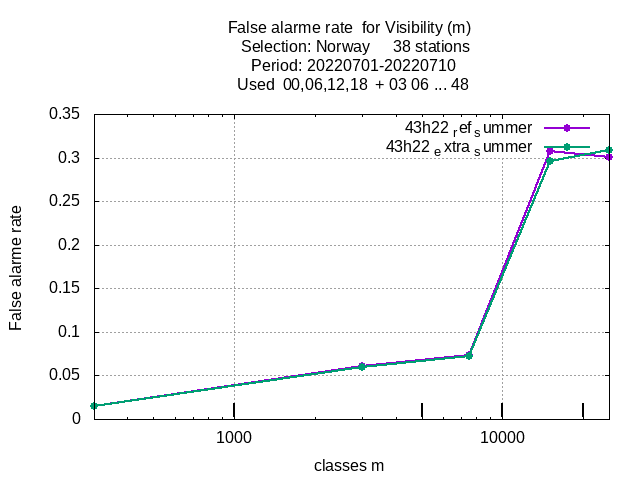 False alarme rate  for Visibility (m)
Selection: Norway     38 stations
Period: 20220701-20220710
Used  00,06,12,18  + 03 06 ... 48
43h22 ref summer
43h22 extra summer
0.35
0.3
0.25
0.2
0.15
0.1
0.05
0
False alarme rate
1000
10000
classes m